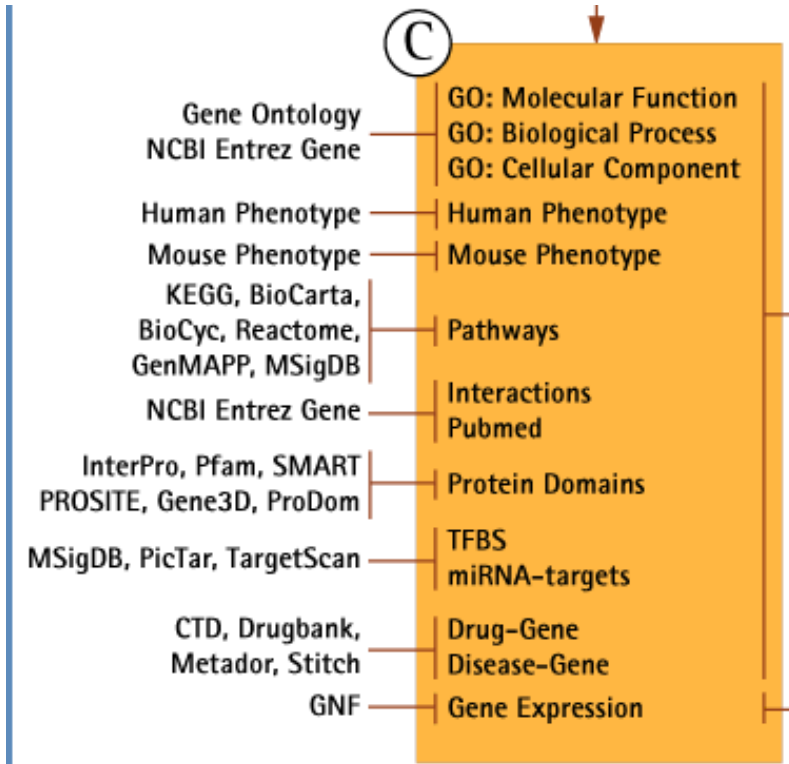 C
Gene Ontology
NCBI Entrez Gene
GO: Molecular Function
GO: Biological Process
GO: Cellular Component
Human Phenotype
Human Phenotype
Mouse Phenotype
Mouse Phenotype
KEGG, BioCarta,
BioCyc, Reactome,
GenMAPP, MSigDB
Pathways
NCBI Entrez Gene
Interactions
Pubmed
InterPro, Pfam, SMART
PROSITE, Gene3D, ProDom
Protein Domains
MSigDB, PicTar, TargetScan
TFBS
miRNA-targets
CTD, Drugbank,
Metador, Stitch
Drug-Gene
Disease-Gene
GNF
Gene Expression